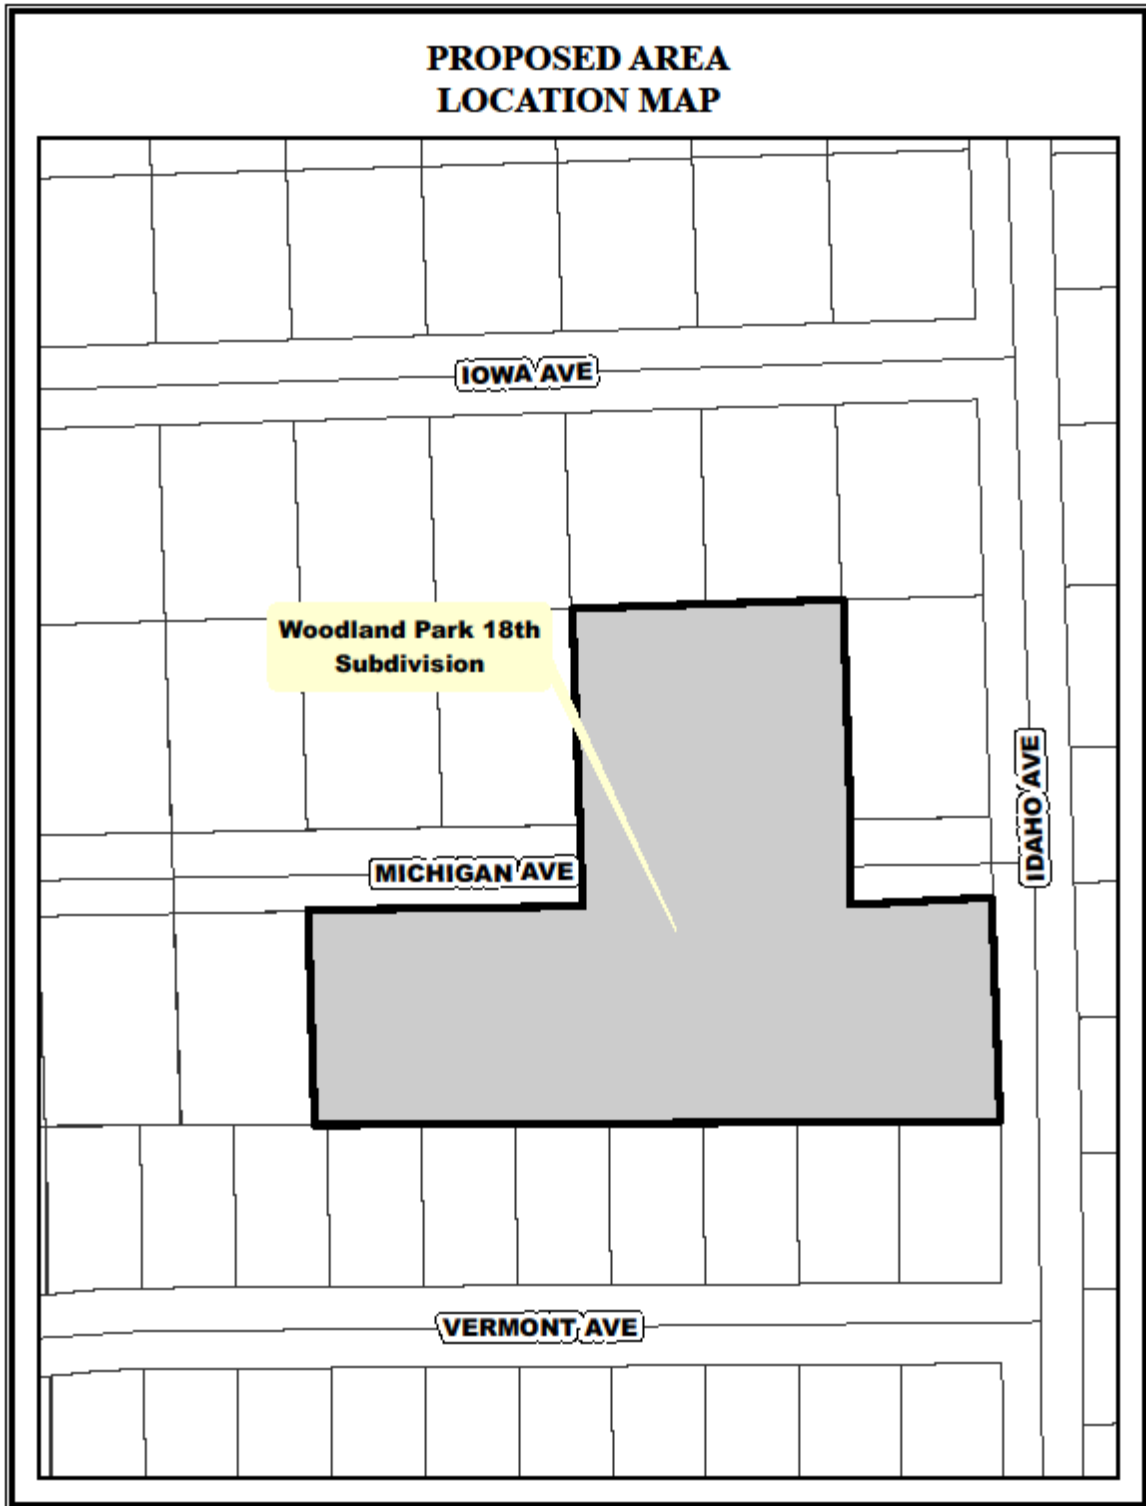 PROPOSED AREA
LOCATION MAP
IOWA AVE
Woodland Park 18th
Subdivision
IDAHO AVE
MICHIGAN AVE
VERMONT AVE